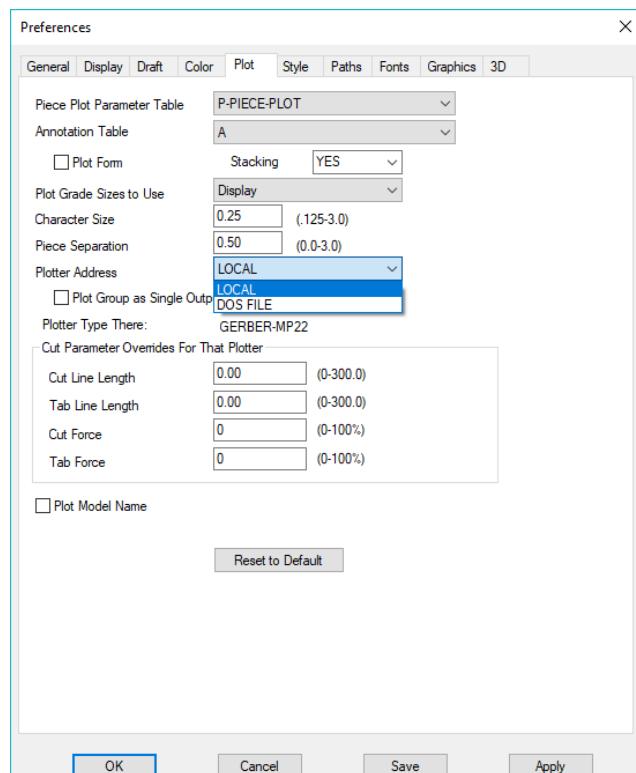 Preferences
General Display Draft Color Plot Style Paths Fonts Graphics 3D
Piece Plot Parameter Table P-PIECE-PLOT
Annotation Table A
Plot Form Stacking YES
Plot Grade Sizes to Use Display
Character Size 0.25 (.125-3.0)
Piece Separation 0.50 (0.0-3.0)
Plotter Address LOCAL
LOCAL
Plot Group as Single Outp DOS FILE
Plotter Type There: GERBER-MP22
Cut Parameter Overrides For That Plotter
Cut Line Length 0.00 (0-300.0)
Tab Line Length 0.00 (0-300.0)
Cut Force 0 (0-100%)
Tab Force 0 (0-100%)
Plot Model Name
Reset to Default
OK Cancel Save Apply